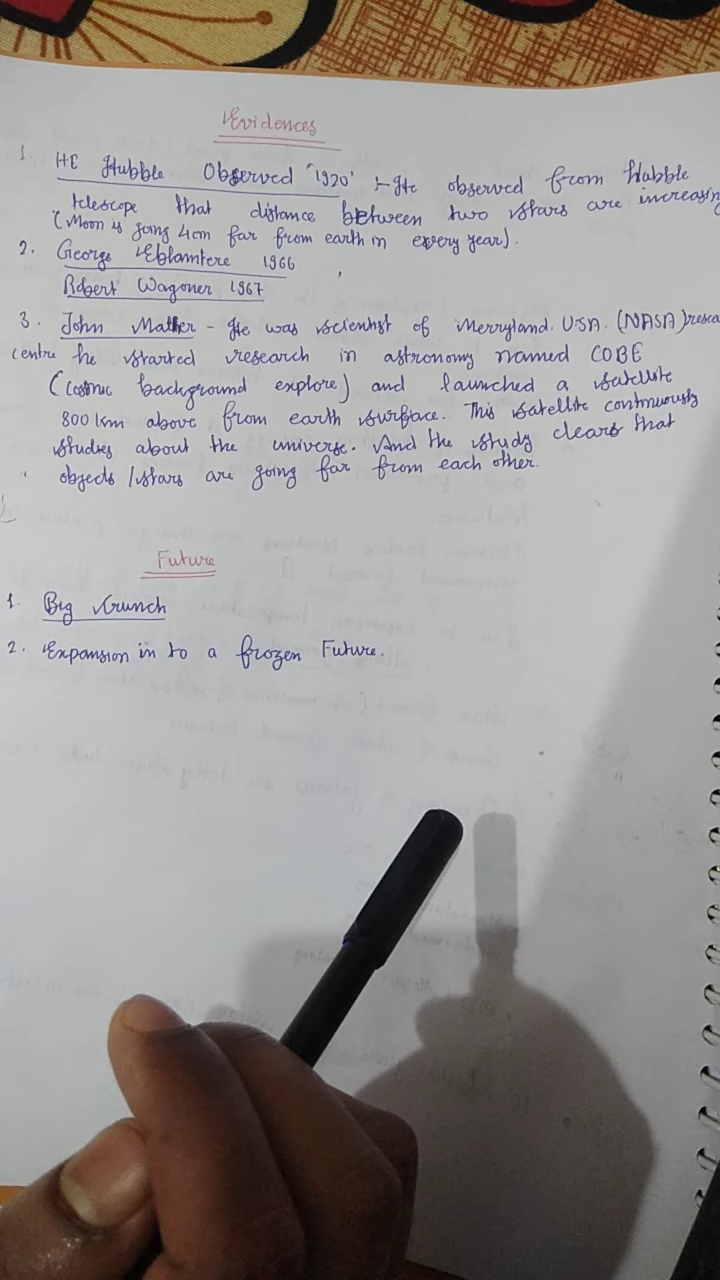 Evidences
1. HE Hubble Observed '1920' :- He observed from Hubble
telescope that distance between two stars are increasing
(Moon is going 4cm far from earth in every year).
2. George Eblamtere 1966
Robert Wagoner 1967
3. John Mather - He was scientist of Merryland. U.S.A. (NASA)
centre he started research in astronomy named COBE
(cosmic background explore) and launched a satellite
800 km above from earth surface. This satellite continuously
studies about the universe. And the study clears that
objects /stars are going far from each other.
Future
1. Big Crunch
2. Expansion in to a frozen Future.